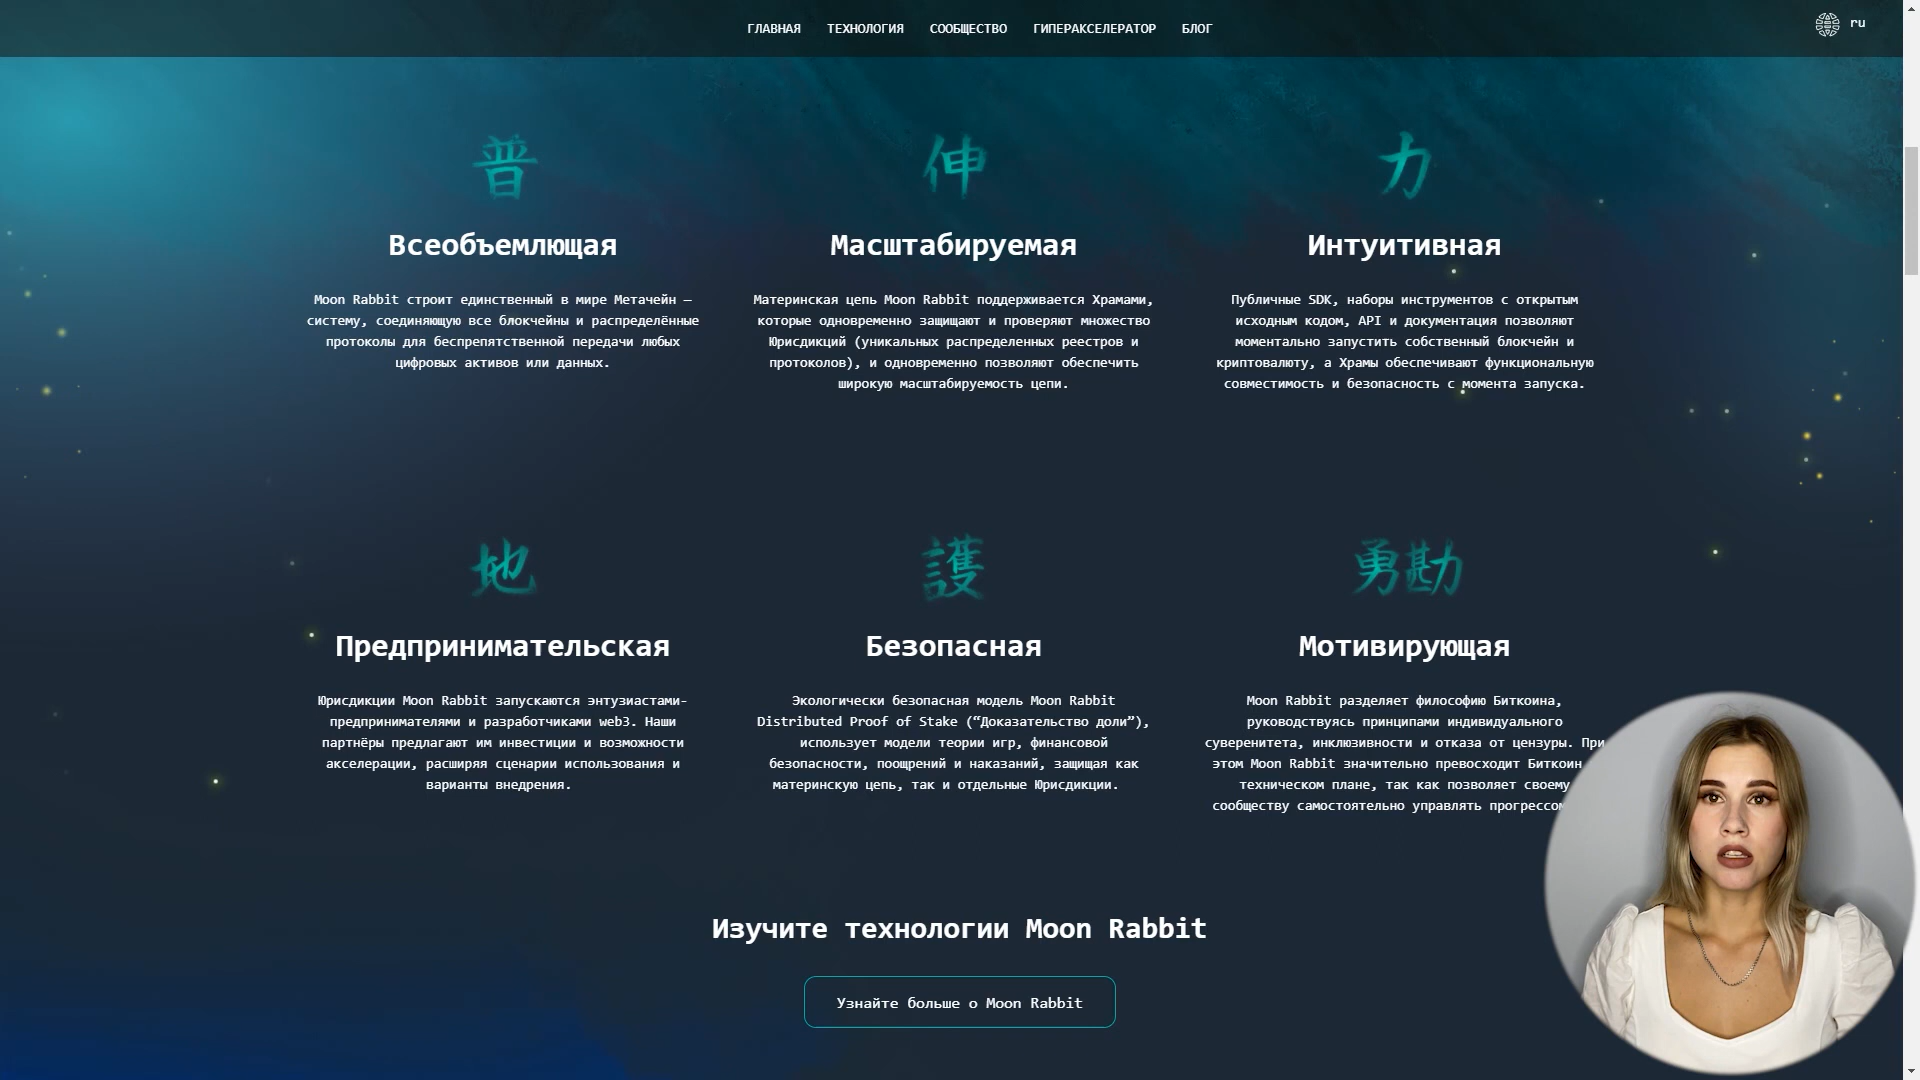 ГЛАВНАЯ ТЕХНОЛОГИЯ СООБЩЕСТВО ГИПЕРАКСЕЛЕРАТОР БЛОГ
ru
普
Всеобъемлющая
Moon Rabbit строит единственный в мире Метачейн –
систему, соединяющую все блокчейны и распределённые
протоколы для беспрепятственной передачи любых
цифровых активов или данных.
伸
Масштабируемая
Материнская цепь Moon Rabbit поддерживается Храмами,
которые одновременно защищают и проверяют множество
Юрисдикций (уникальных распределенных реестров и
протоколов), и одновременно позволяют обеспечить
широкую масштабируемость цепи.
力
Интуитивная
Публичные SDK, наборы инструментов с открытым
исходным кодом, API и документация позволяют
моментально запустить собственный блокчейн и
криптовалюту, а Храмы обеспечивают функциональную
совместимость и безопасность с момента запуска.
地
Предпринимательская
Юрисдикции Moon Rabbit запускаются энтузиастами-
предпринимателями и разработчиками web3. Наши
партнёры предлагают им инвестиции и возможности
акселерации, расширяя сценарии использования и
варианты внедрения.
護
Безопасная
Экологически безопасная модель Moon Rabbit
Distributed Proof of Stake (“Доказательство доли”),
использует модели теории игр, финансовой
безопасности, поощрений и наказаний, защищая как
материнскую цепь, так и отдельные Юрисдикции.
勇勘
Мотивирующая
Moon Rabbit разделяет философию Биткоина,
руководствуясь принципами индивидуального
суверенитета, инклюзивности и отказа от цензуры. При
этом Moon Rabbit значительно превосходит Биткоин
техническом плане, так как позволяет своему
сообществу самостоятельно управлять прогрессом
Изучите технологии Moon Rabbit
Узнайте больше о Moon Rabbit